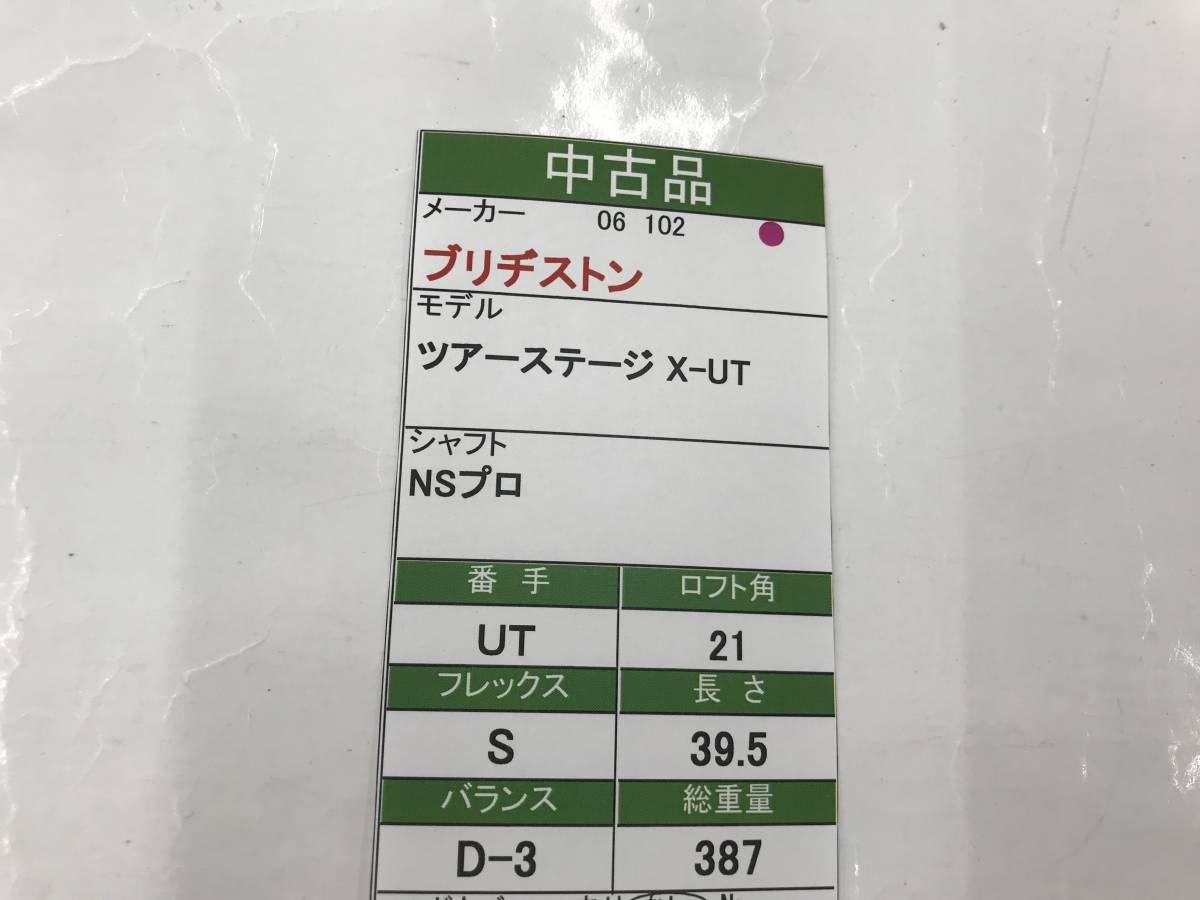 中古品
メーカー 06 102
ブリヂストン
モデル
ツアーステージ X-UT
シャフト
NSプロ
番手 ロフト角
UT 21
フレックス 長さ
S 39.5
バランス 総重量
D-3 387